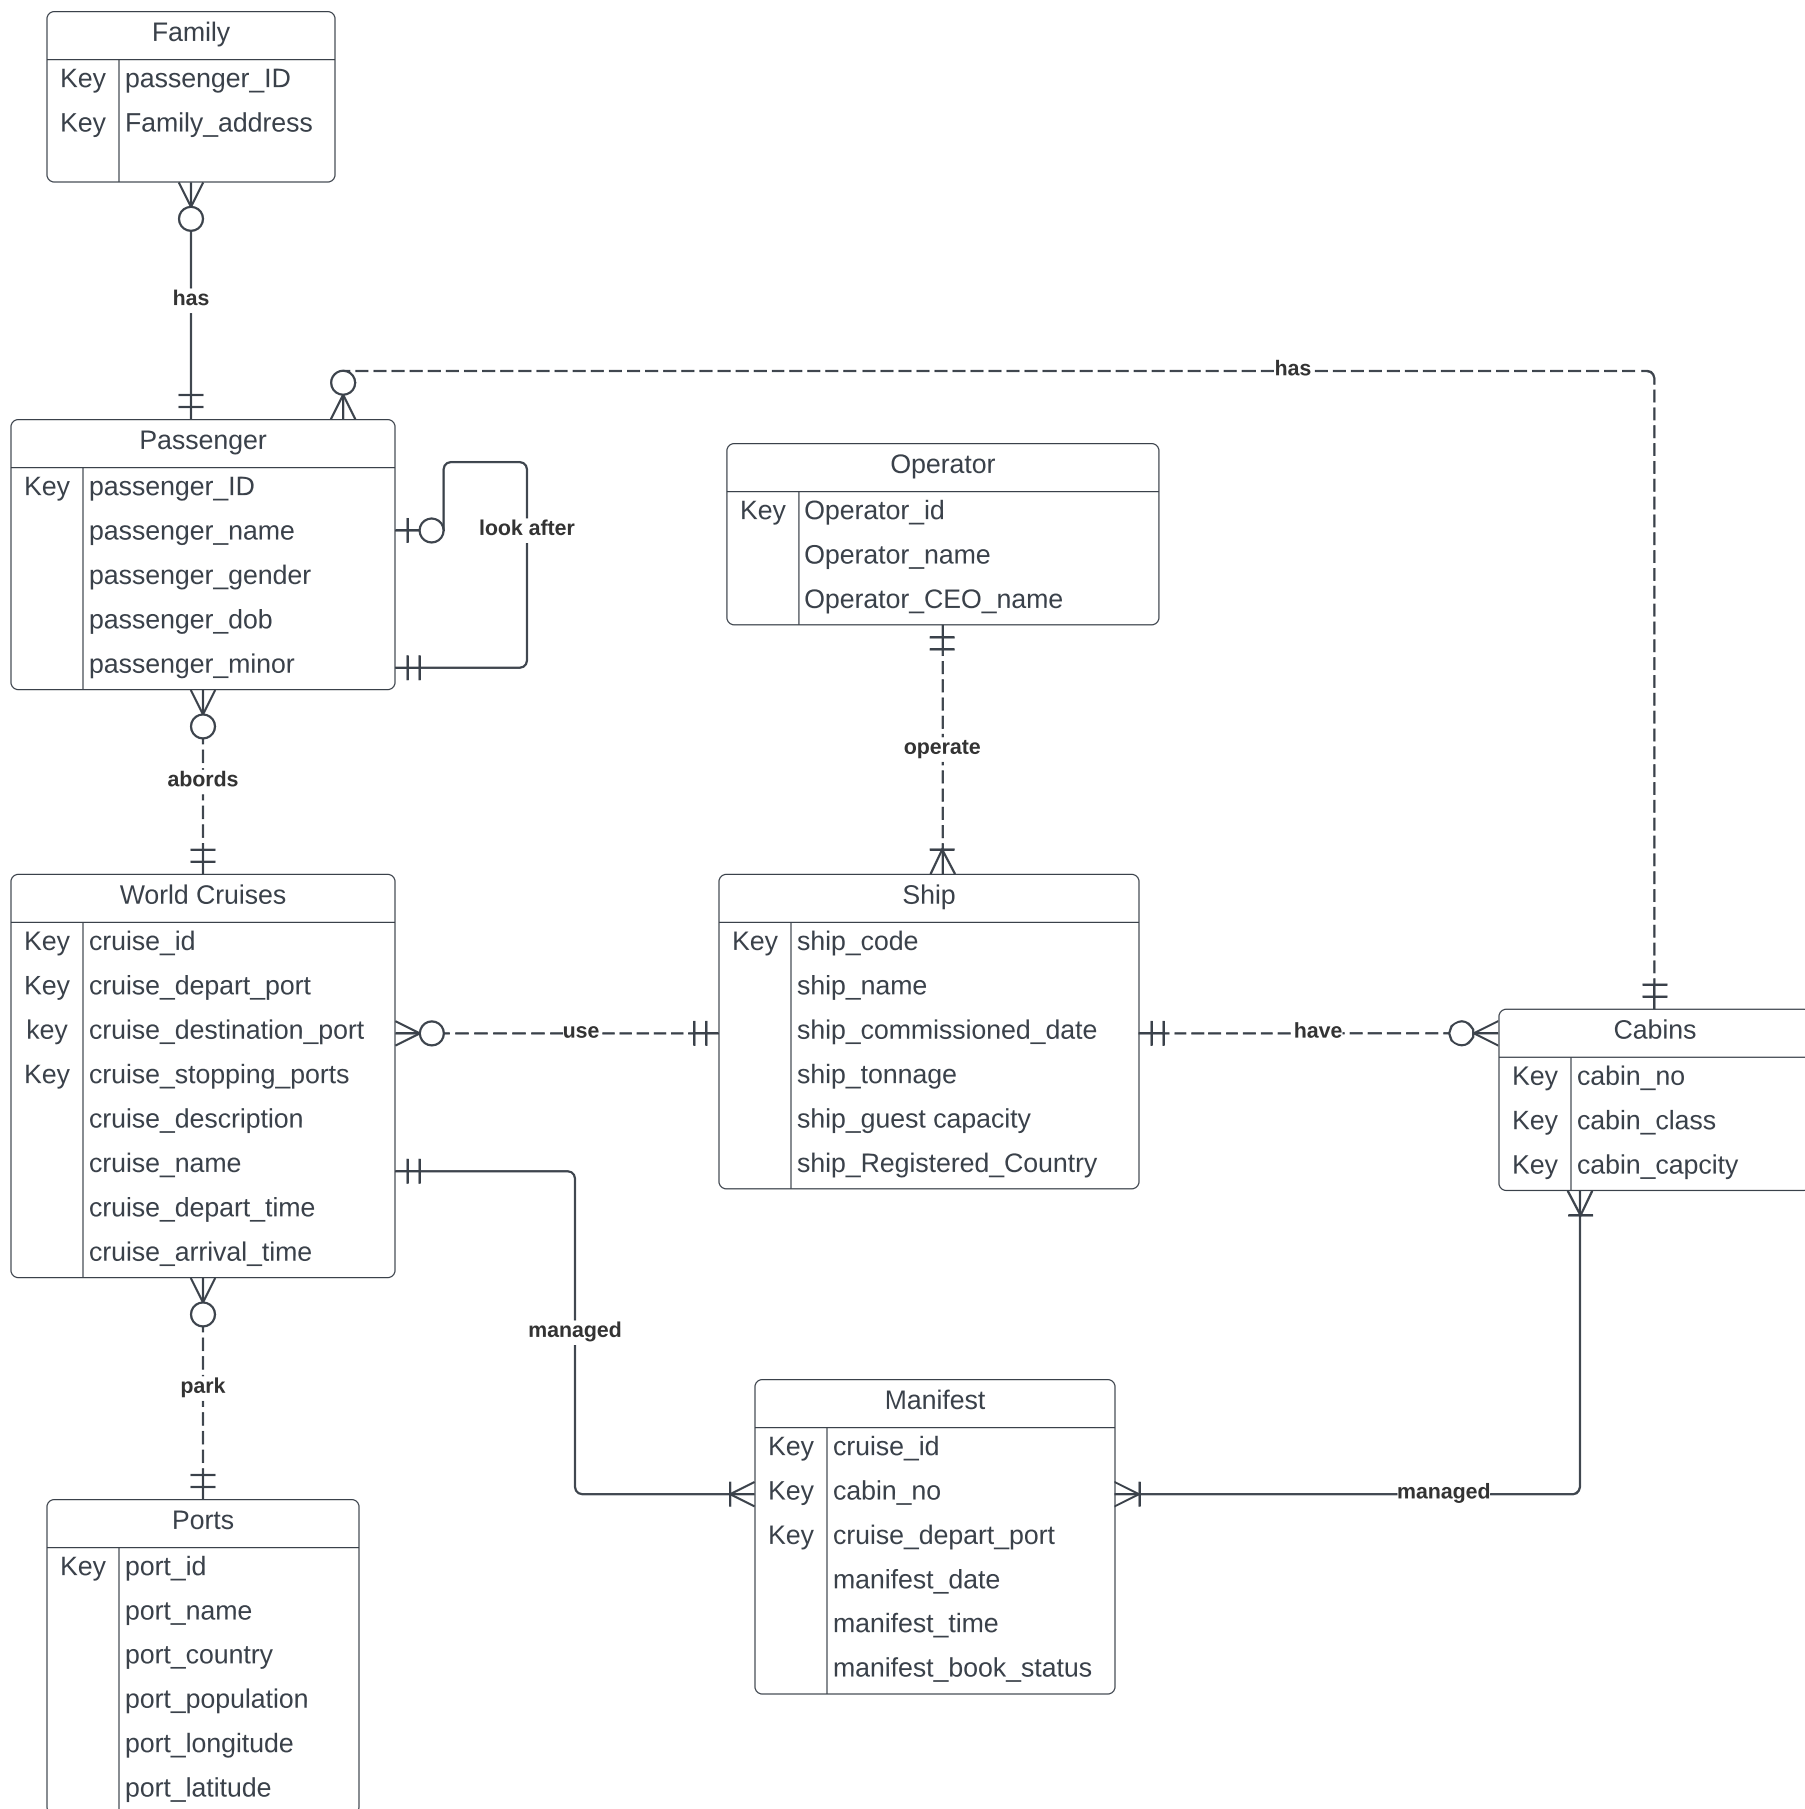 Family
Key passenger_ID
Key Family_address
has
has
Passenger
Key passenger_ID
passenger_name
passenger_gender
passenger_dob
passenger_minor
look after
Operator
Key Operator_id
Operator_name
Operator_CEO_name
abords
operate
World Cruises
Key cruise_id
Key cruise_depart_port
key cruise_destination_port
Key cruise_stopping_ports
cruise_description
cruise_name
cruise_depart_time
cruise_arrival_time
use
Ship
Key ship_code
ship_name
ship_commissioned_date
ship_tonnage
ship_guest capacity
ship_Registered_Country
have
Cabins
Key cabin_no
Key cabin_class
Key cabin_capcity
managed
park
Manifest
Key cruise_id
Key cabin_no
Key cruise_depart_port
manifest_date
manifest_time
manifest_book_status
managed
Ports
Key port_id
port_name
port_country
port_population
port_longitude
port_latitude